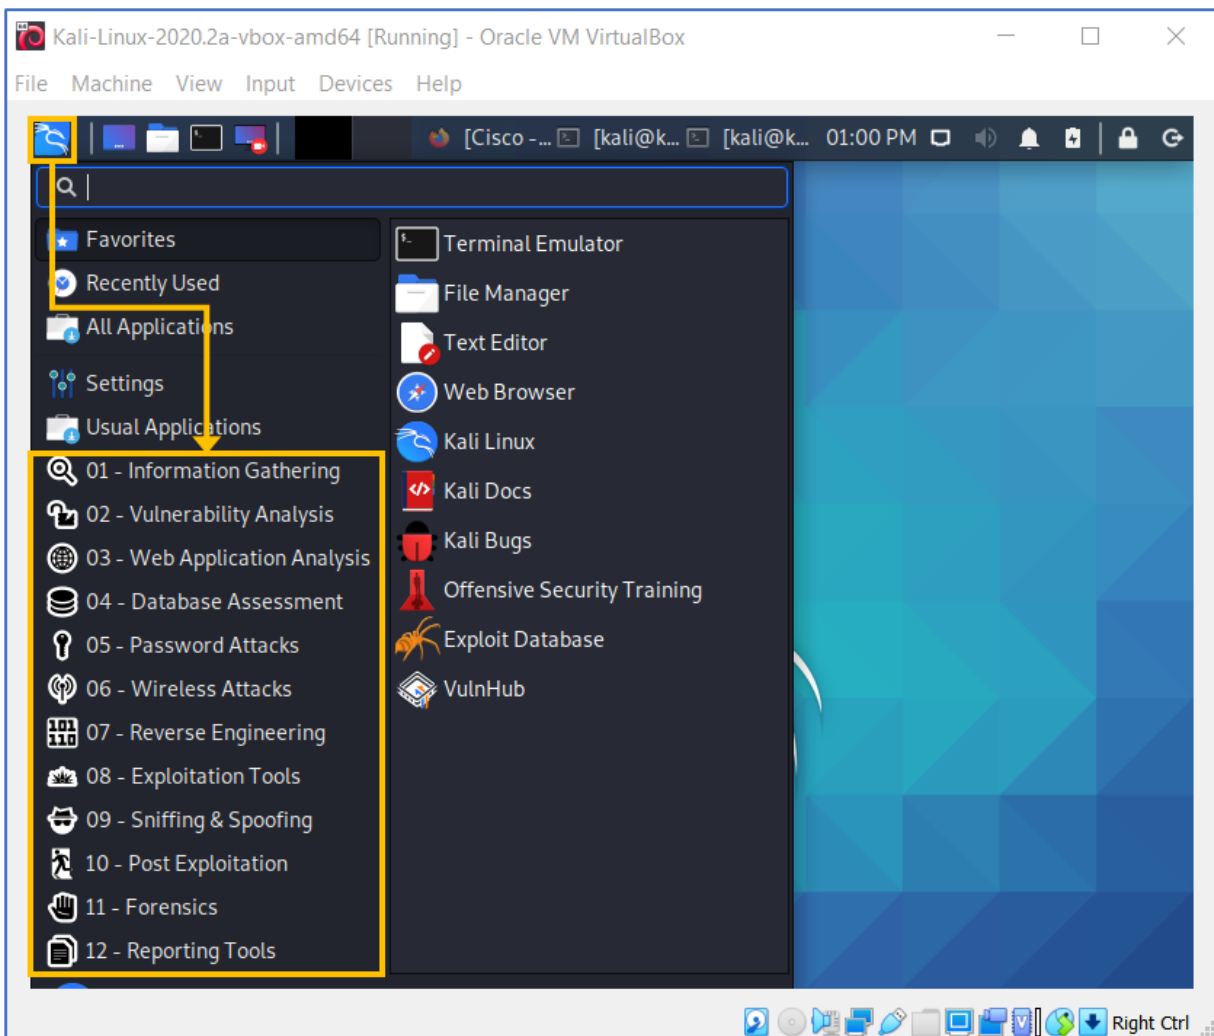 Kali-Linux-2020.2a-vbox-amd64 [Running] - Oracle VM VirtualBox
File Machine View Input Devices Help
[Cisco -... [kali@k... [kali@k... 01:00 PM
Favorites
Recently Used
All Applications
Settings
Usual Applications
01 - Information Gathering
02 - Vulnerability Analysis
03 - Web Application Analysis
04 - Database Assessment
05 - Password Attacks
06 - Wireless Attacks
07 - Reverse Engineering
08 - Exploitation Tools
09 - Sniffing & Spoofing
10 - Post Exploitation
11 - Forensics
12 - Reporting Tools
Terminal Emulator
File Manager
Text Editor
Web Browser
Kali Linux
Kali Docs
Kali Bugs
Offensive Security Training
Exploit Database
VulnHub
Right Ctrl